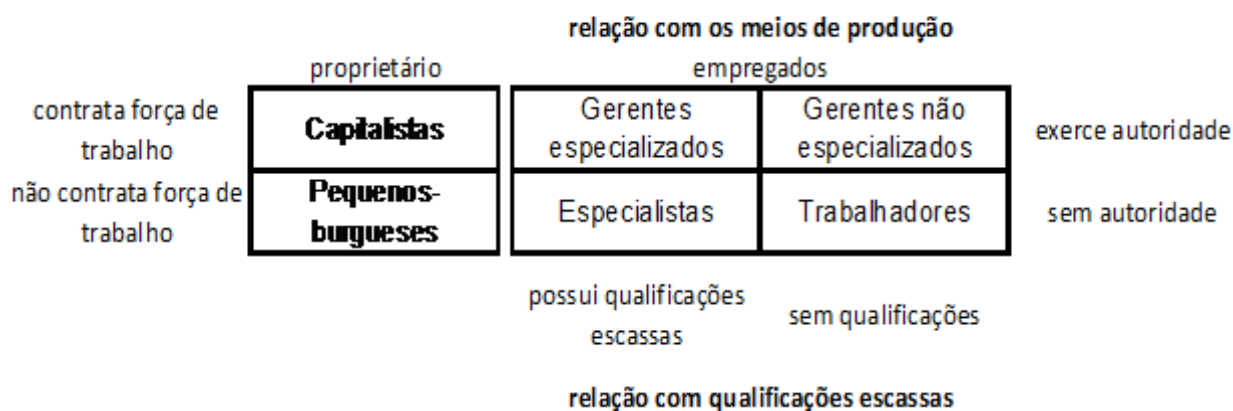 relação com os meios de produção
proprietário empregados
contrata força de
trabalho
Capitalistas
Gerentes
especializados
Gerentes não
especializados
exerce autoridade
não contrata força de
trabalho
Pequenos-
burgueses
Especialistas
Trabalhadores
sem autoridade
possui qualificações
escassas
sem qualificações
relação com qualificações escassas